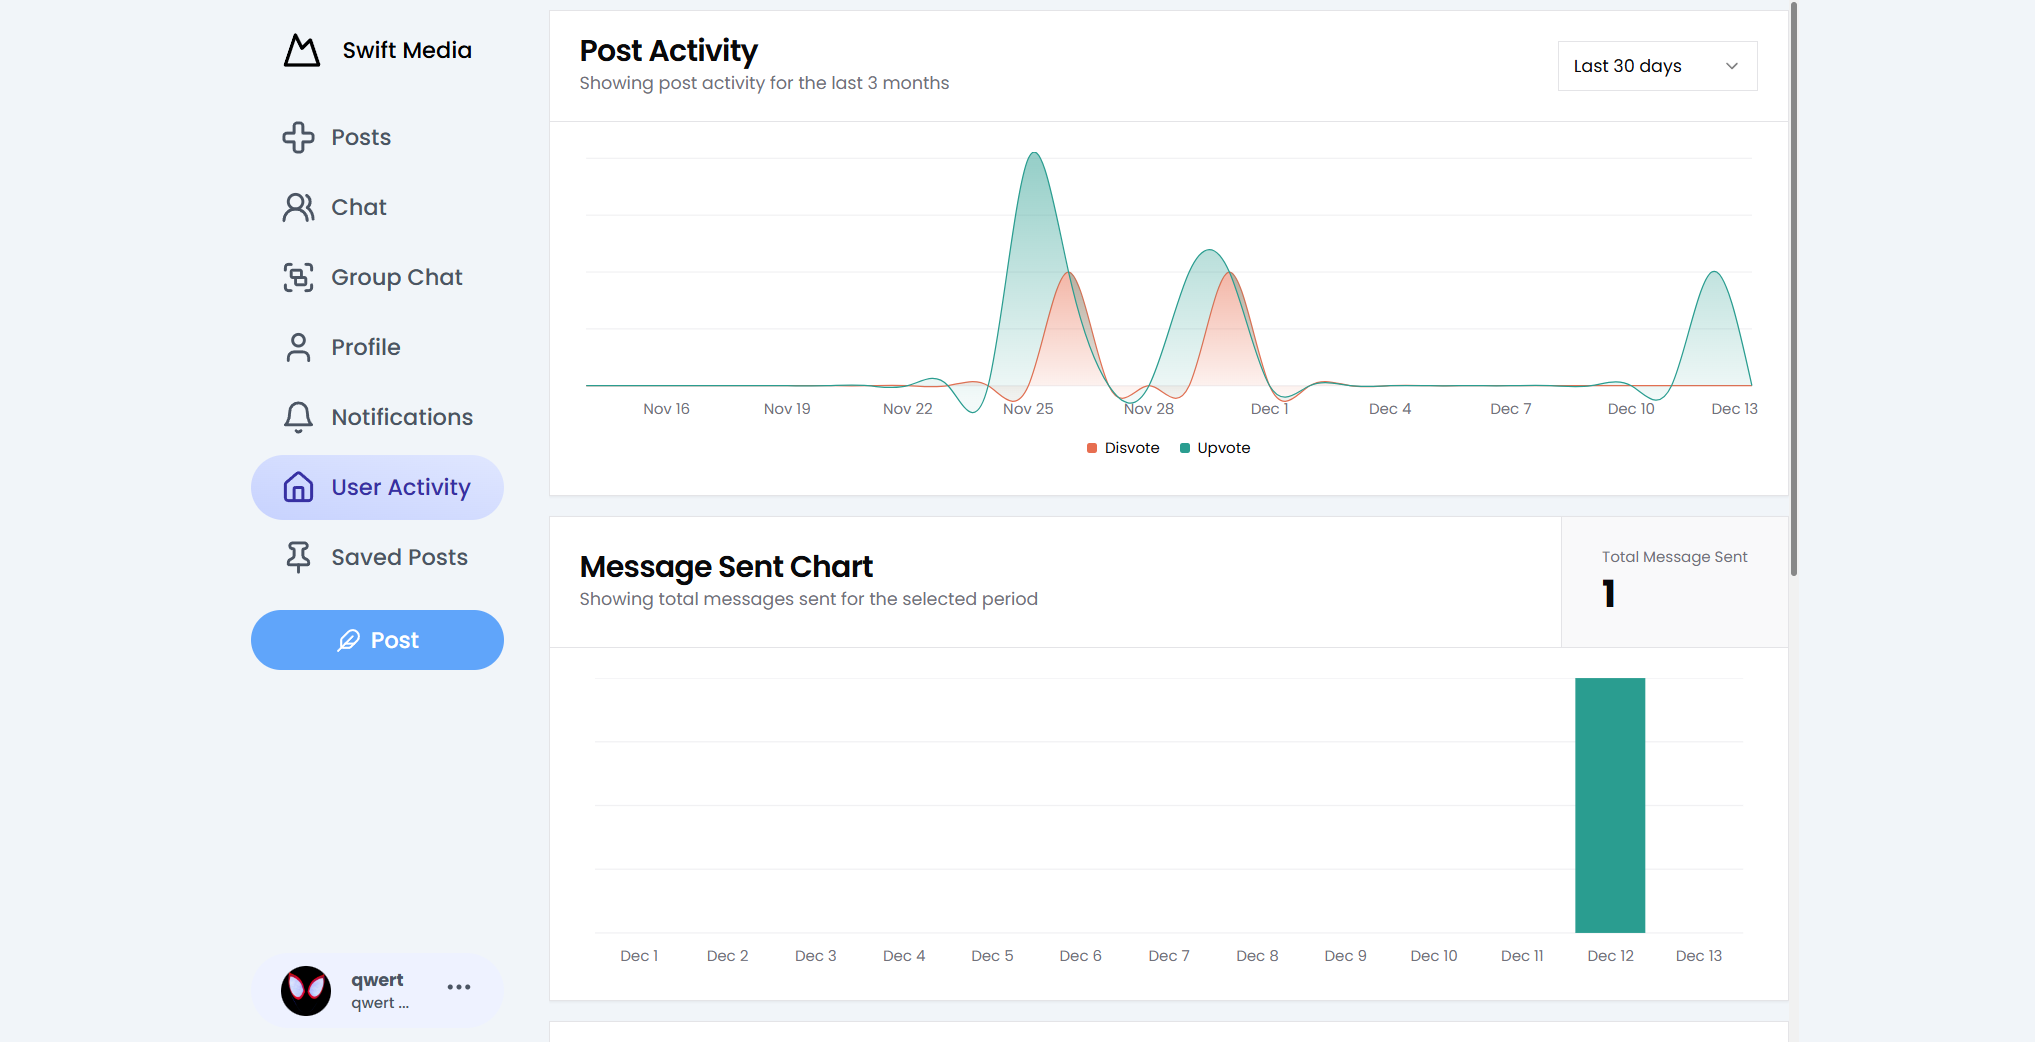 Swift Media
Posts
Chat
Group Chat
Profile
Notifications
User Activity
Saved Posts
Post
qwert
qwert ...
Post Activity
Showing post activity for the last 3 months
Last 30 days
Nov 16 Nov 19 Nov 22 Nov 25 Nov 28 Dec 1 Dec 4 Dec 7 Dec 10 Dec 13
Disvote Upvote
Message Sent Chart
Showing total messages sent for the selected period
Total Message Sent
1
Dec 1 Dec 2 Dec 3 Dec 4 Dec 5 Dec 6 Dec 7 Dec 8 Dec 9 Dec 10 Dec 11 Dec 12 Dec 13